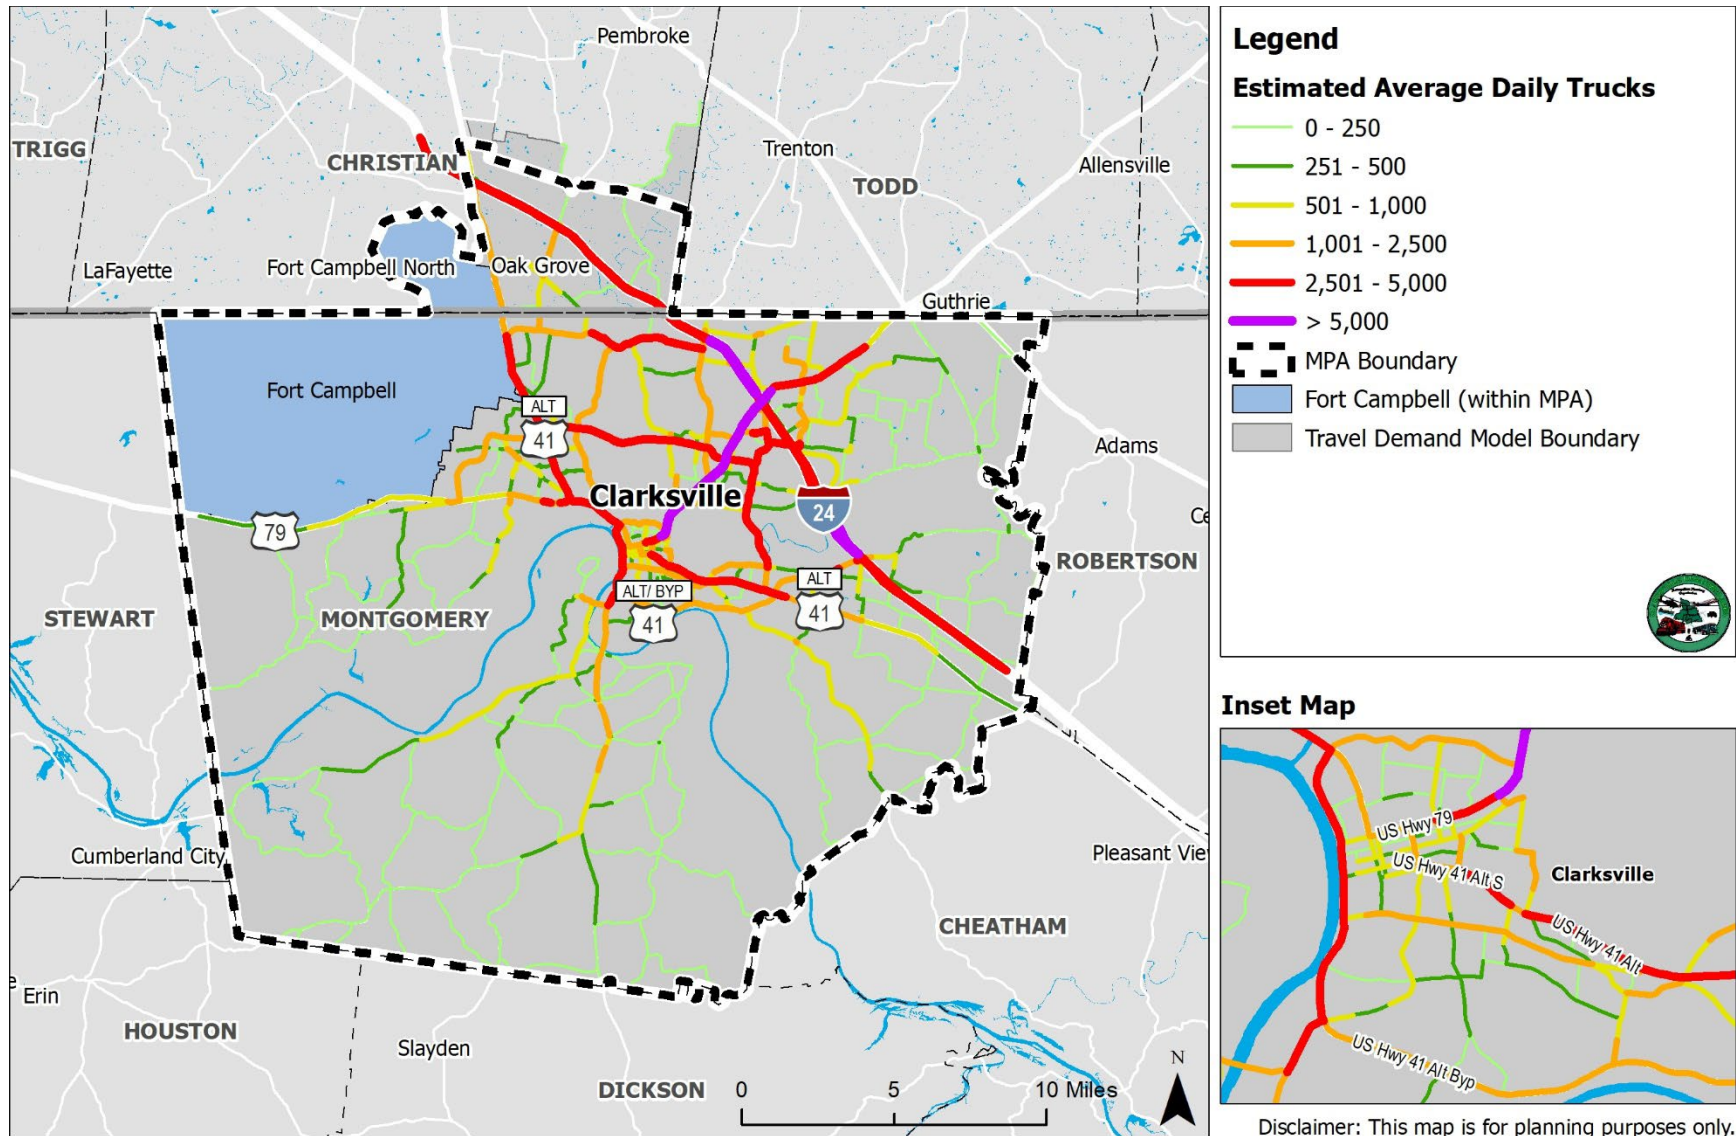 Pembroke
TRIGG
CHRISTIAN
Trenton
Allensville
TODD
LaFayette
Fort Campbell North
Oak Grove
Guthrie
Fort Campbell
ALT
41
Adams
Clarksville
79
24
Ce
ROBERTSON
ALT/ BYP
41
ALT
41
STEWART
MONTGOMERY
Cumberland City
Pleasant View
CHEATHAM
e
Erin
HOUSTON
Slayden
DICKSON
0 5 10 Miles
N
Legend
Estimated Average Daily Trucks
0 - 250
251 - 500
501 - 1,000
1,001 - 2,500
2,501 - 5,000
> 5,000
MPA Boundary
Fort Campbell (within MPA)
Travel Demand Model Boundary
Inset Map
US Hwy 79
US Hwy 41 Alt S
Clarksville
US Hwy 41 Alt
US Hwy 41 Alt Byp
Disclaimer: This map is for planning purposes only.